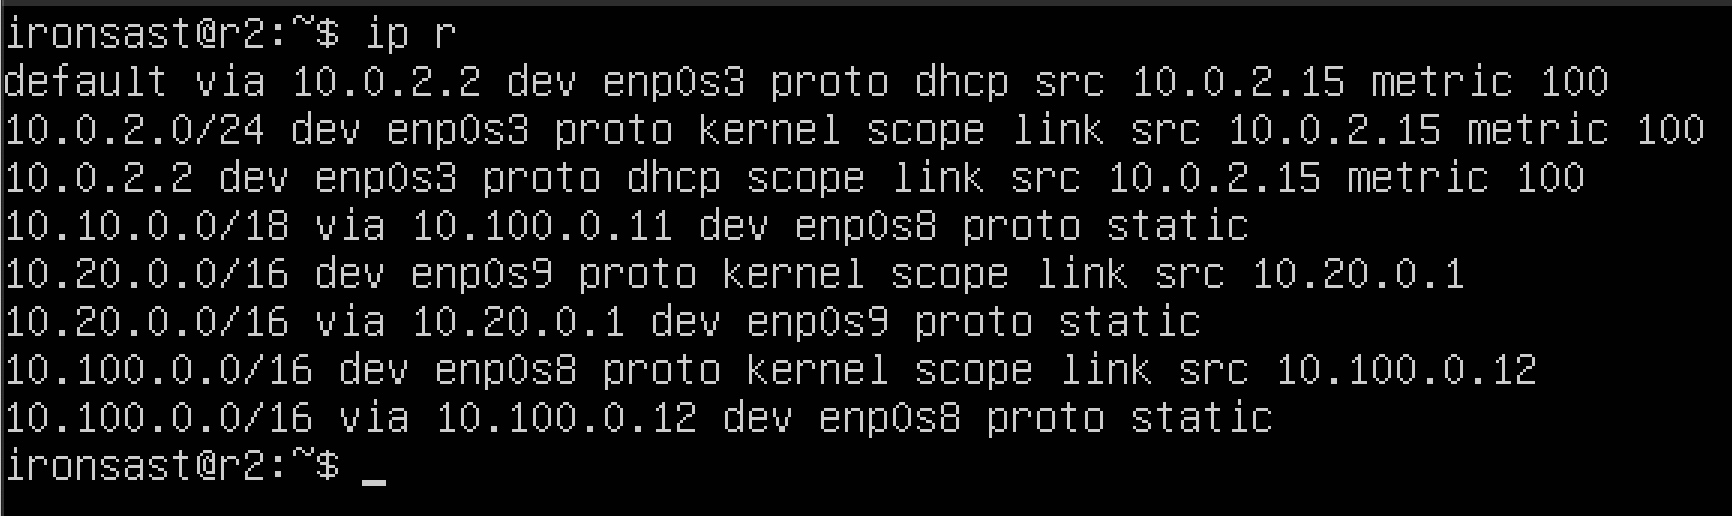 ironsast@r2:~$ ip r
default via 10.0.2.2 dev enp0s3 proto dhcp src 10.0.2.15 metric 100
10.0.2.0/24 dev enp0s3 proto kernel scope link src 10.0.2.15 metric 100
10.0.2.2 dev enp0s3 proto dhcp scope link src 10.0.2.15 metric 100
10.10.0.0/18 via 10.100.0.11 dev enp0s8 proto static
10.20.0.0/16 dev enp0s9 proto kernel scope link src 10.20.0.1
10.20.0.0/16 via 10.20.0.1 dev enp0s9 proto static
10.100.0.0/16 dev enp0s8 proto kernel scope link src 10.100.0.12
10.100.0.0/16 via 10.100.0.12 dev enp0s8 proto static
ironsast@r2:~$ _